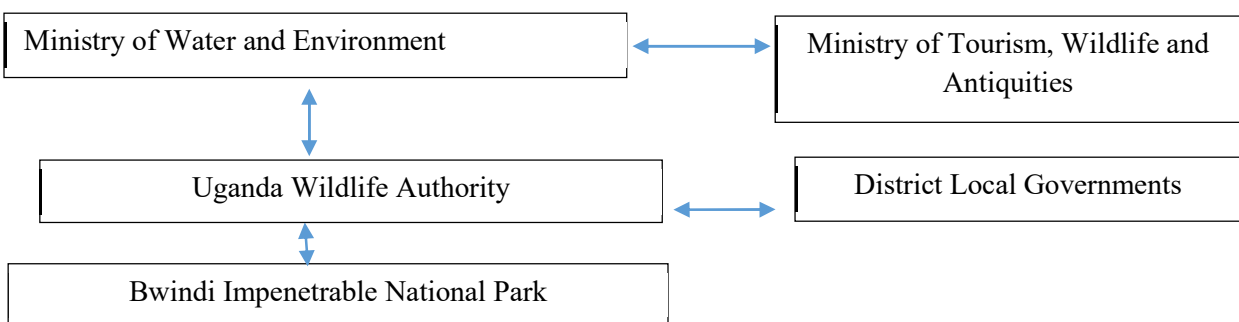 Ministry of Water and Environment
Ministry of Tourism, Wildlife and
Antiquities
Uganda Wildlife Authority
District Local Governments
Bwindi Impenetrable National Park